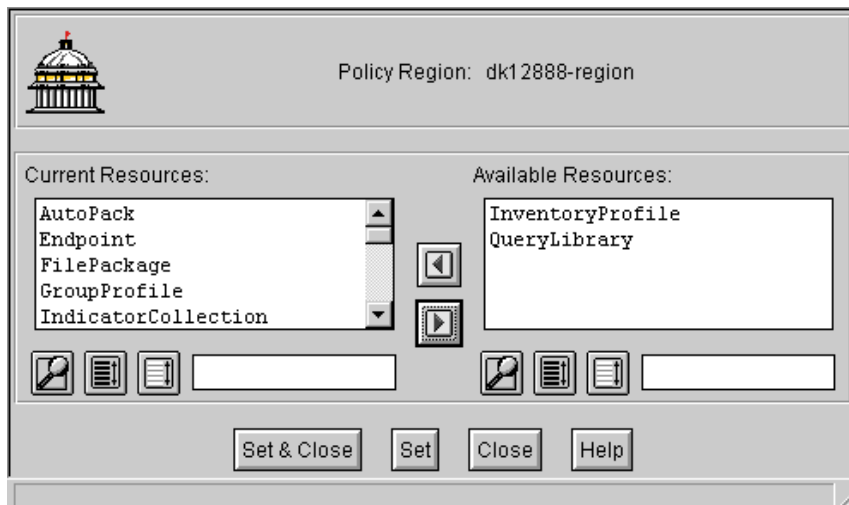 Policy Region: dk12888-region
Current Resources:
AutoPack
Endpoint
FilePackage
GroupProfile
IndicatorCollection
Available Resources:
InventoryProfile
QueryLibrary
Set & Close
Set
Close
Help